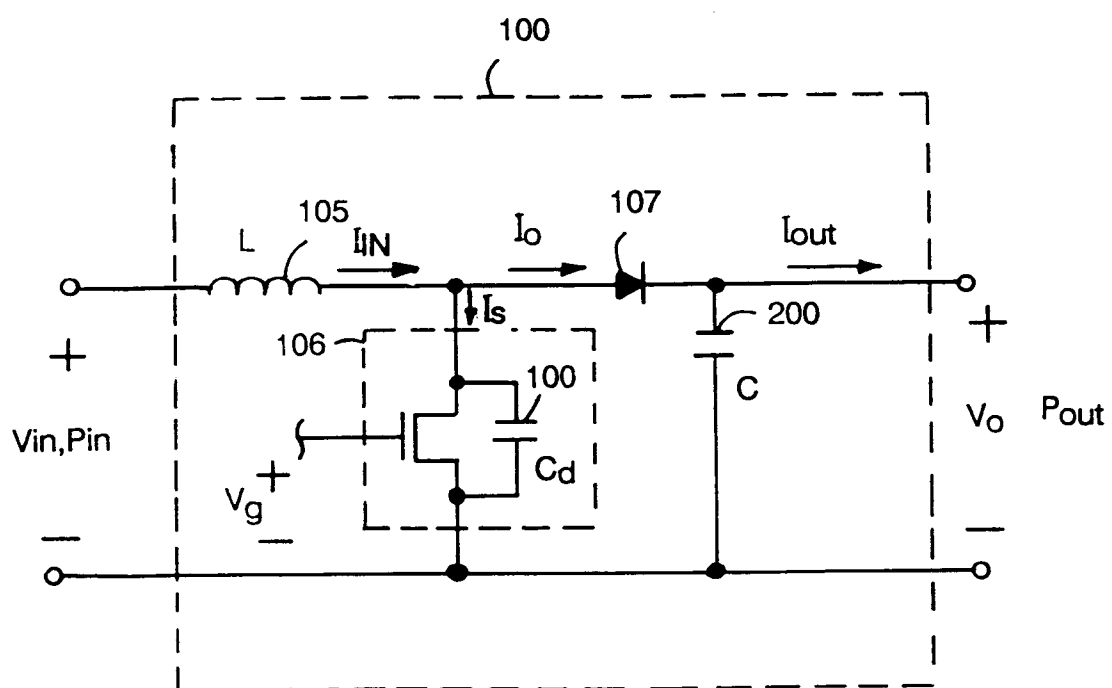 100
L
105
IIN
Io
107
Iout
Is
106
100
Cd
200
C
+
Vin,Pin
−
+
Vg
−
+
Vo
Pout
−